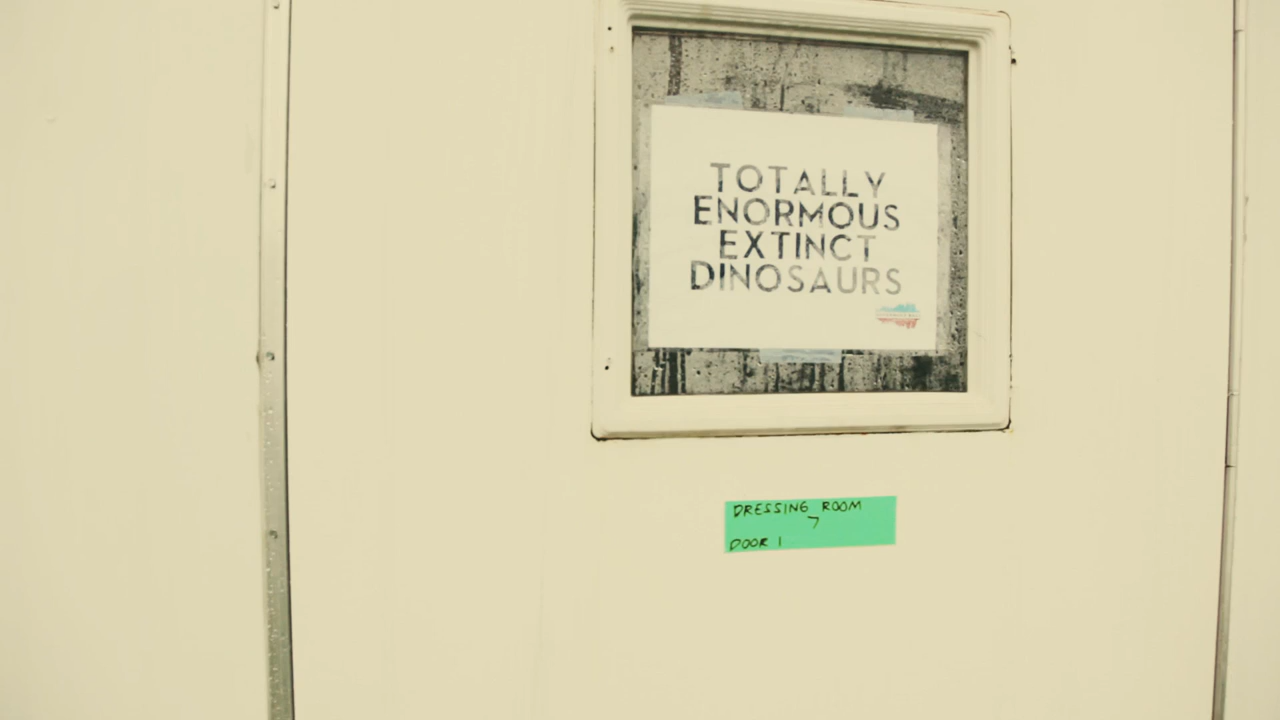 TOTALLY
ENORMOUS
EXTINCT
DINOSAURS
DRESSING ROOM
7
DOOR 1